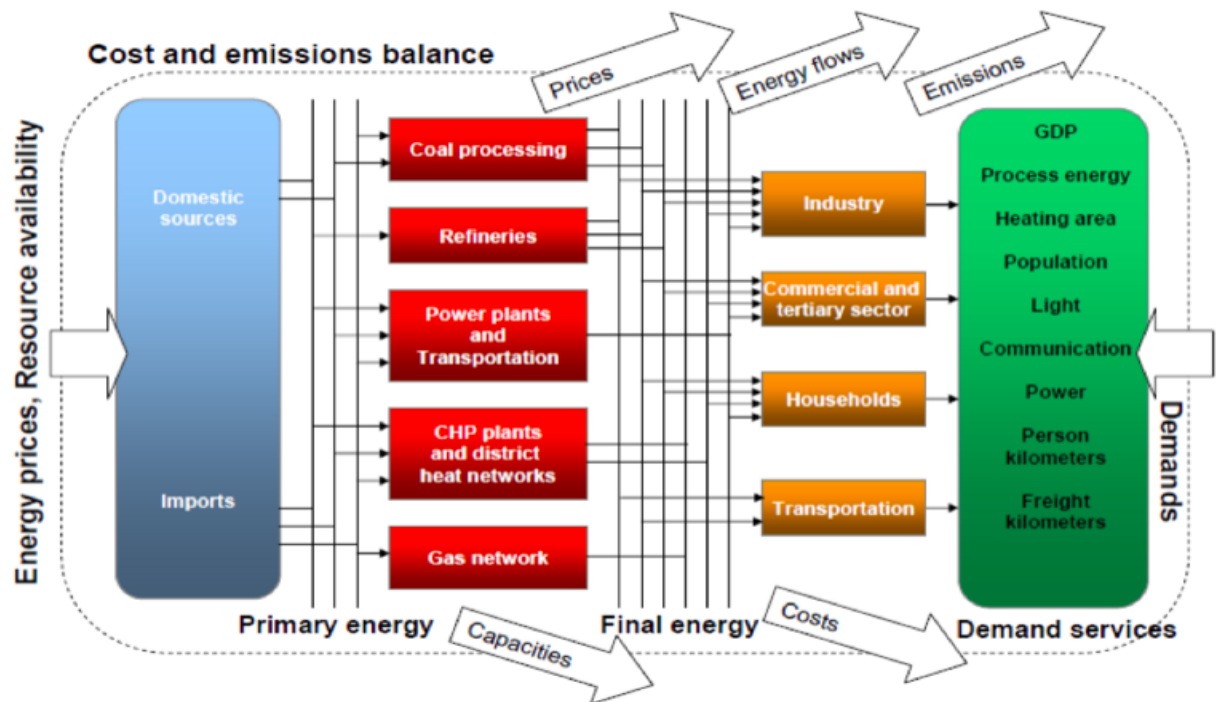 Cost and emissions balance
Prices
Energy flows
Emissions
Energy prices, Resource availability
Domestic
sources
Imports
Primary energy
Coal processing
Refineries
Power plants
and
Transportation
CHP plants
and district
heat networks
Gas network
Capacities
Final energy
Industry
Commercial and
tertiary sector
Households
Transportation
Costs
GDP
Process energy
Heating area
Population
Light
Communication
Power
Person
kilometers
Freight
kilometers
Demand services
Demands